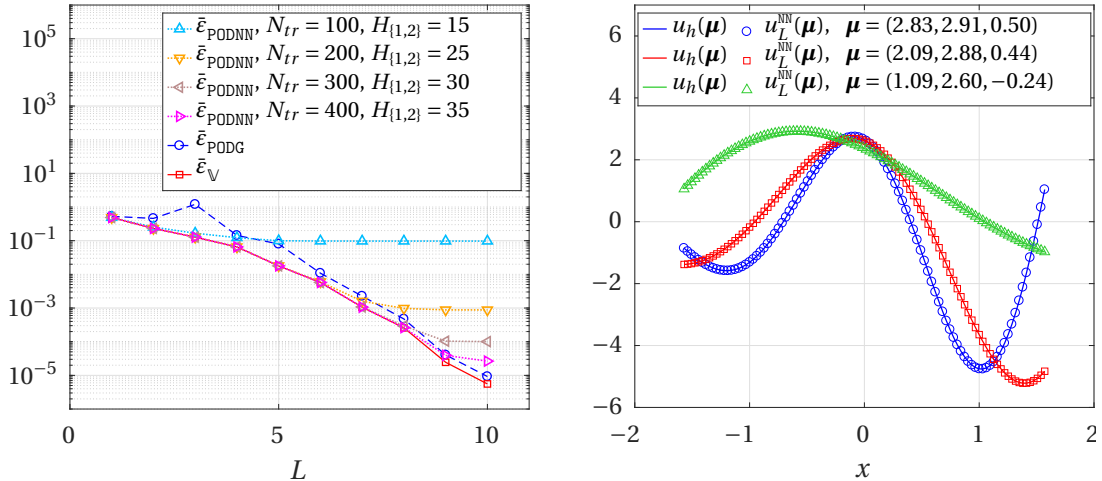 10^5
10^3
10^1
10^-1
10^-3
10^-5
0
5
10
L
ε̄_PODNN, N_tr = 100, H_{1,2} = 15
ε̄_PODNN, N_tr = 200, H_{1,2} = 25
ε̄_PODNN, N_tr = 300, H_{1,2} = 30
ε̄_PODNN, N_tr = 400, H_{1,2} = 35
ε̄_PODG
ε̄_𝕍
6
4
2
0
−2
−4
−6
−2
−1
0
1
2
x
u_h(μ) u_L^NN(μ), μ = (2.83,2.91,0.50)
u_h(μ) u_L^NN(μ), μ = (2.09,2.88,0.44)
u_h(μ) u_L^NN(μ), μ = (1.09,2.60,−0.24)